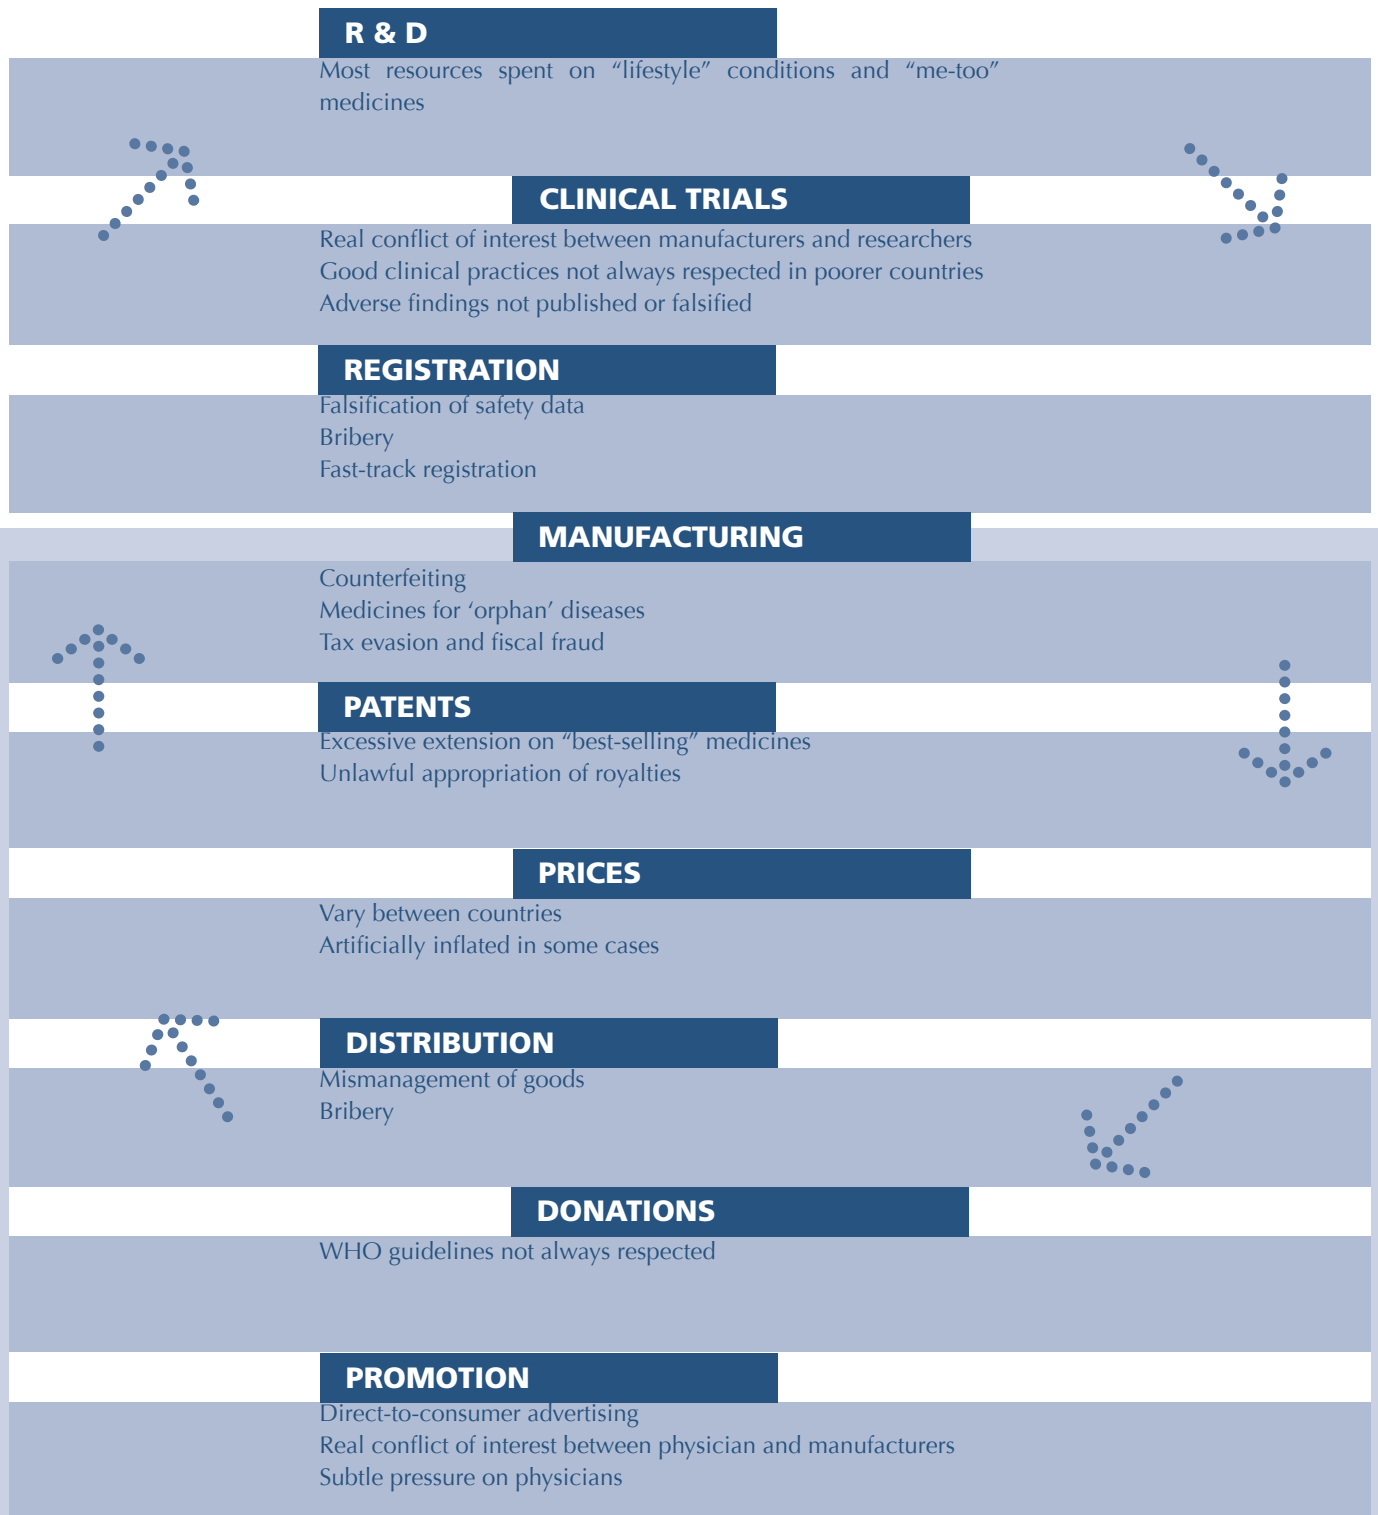 R & D
Most resources spent on “lifestyle” conditions and “me-too”
medicines
CLINICAL TRIALS
Real conflict of interest between manufacturers and researchers
Good clinical practices not always respected in poorer countries
Adverse findings not published or falsified
REGISTRATION
Falsification of safety data
Bribery
Fast-track registration
MANUFACTURING
Counterfeiting
Medicines for ‘orphan’ diseases
Tax evasion and fiscal fraud
PATENTS
Excessive extension on “best-selling” medicines
Unlawful appropriation of royalties
PRICES
Vary between countries
Artificially inflated in some cases
DISTRIBUTION
Mismanagement of goods
Bribery
DONATIONS
WHO guidelines not always respected
PROMOTION
Direct-to-consumer advertising
Real conflict of interest between physician and manufacturers
Subtle pressure on physicians